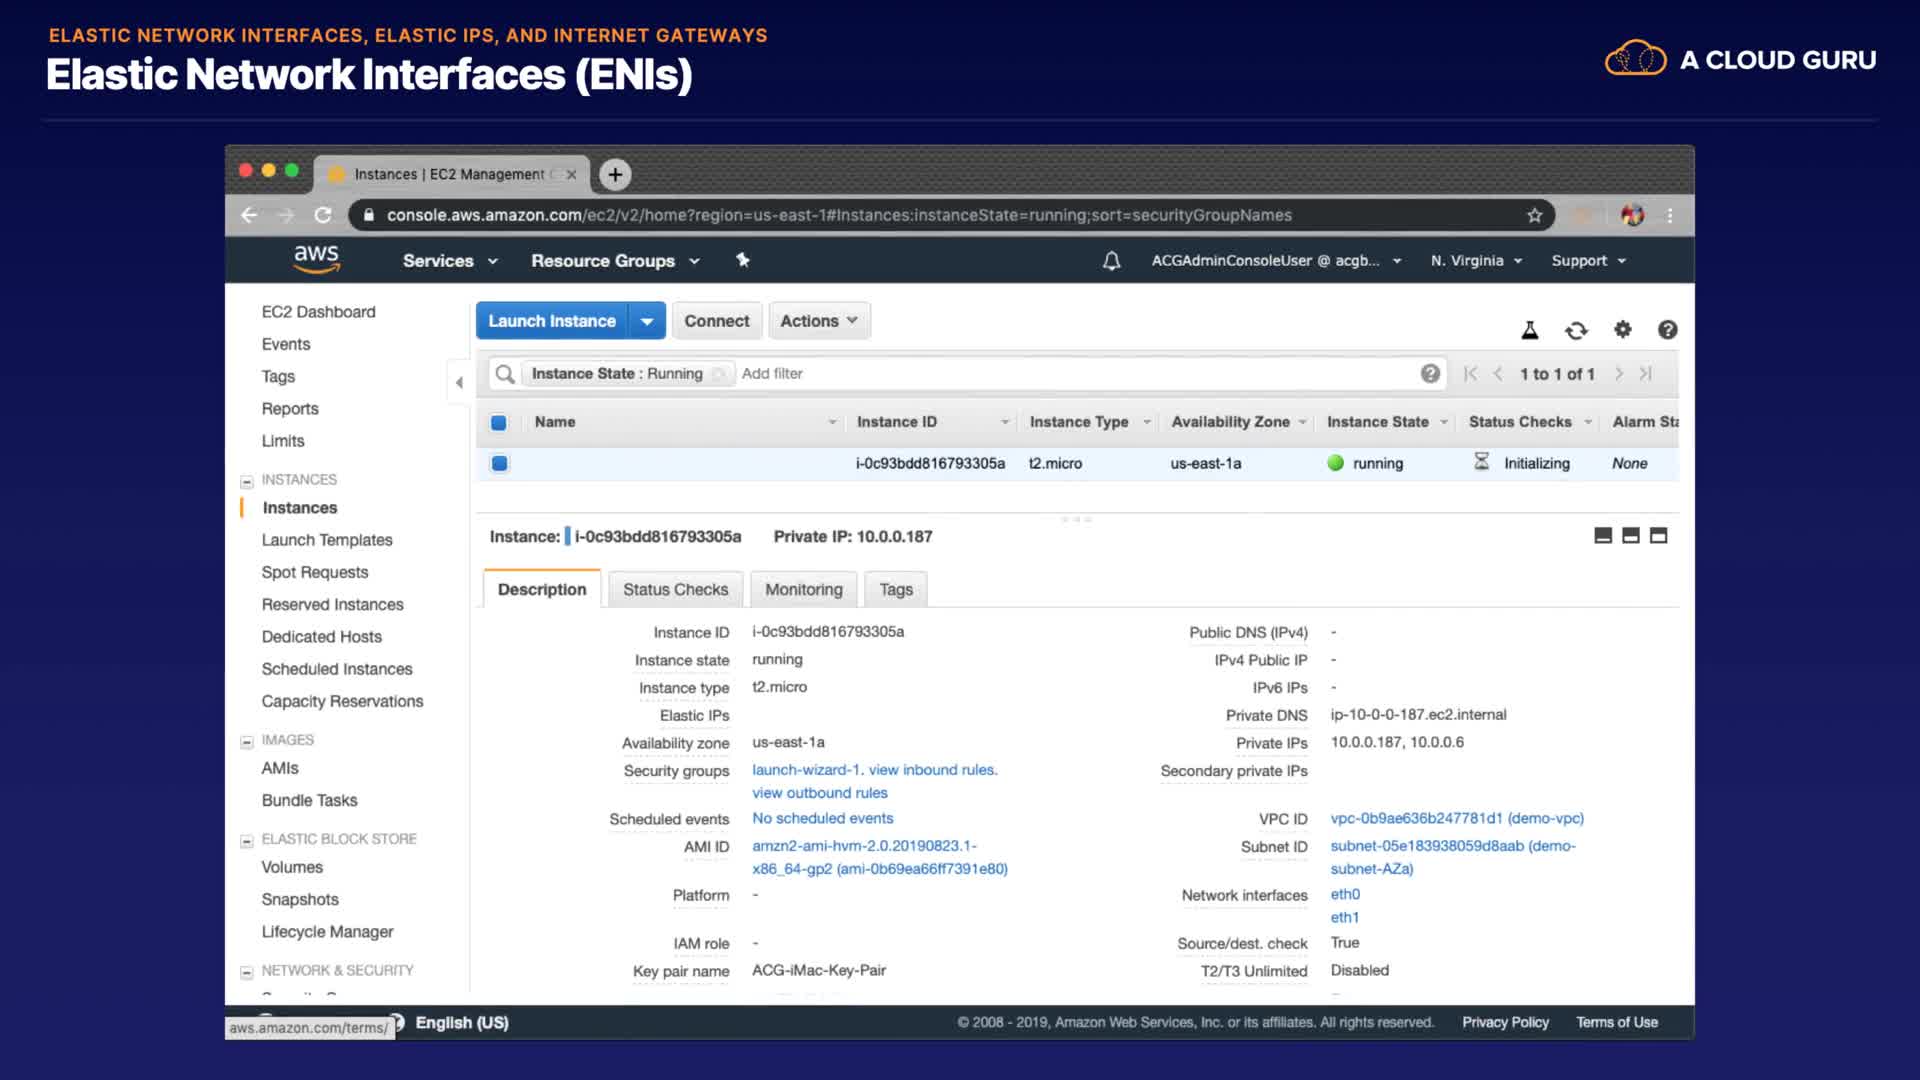 ELASTIC NETWORK INTERFACES, ELASTIC IPS, AND INTERNET GATEWAYS
Elastic Network Interfaces (ENIs)
A CLOUD GURU
Instances | EC2 Management
console.aws.amazon.com/ec2/v2/home?region=us-east-1#Instances:instanceState=running;sort=securityGroupNames
aws
Services
Resource Groups
ACGAdminConsoleUser @ acgb...
N. Virginia
Support
EC2 Dashboard
Events
Tags
Reports
Limits
INSTANCES
Instances
Launch Templates
Spot Requests
Reserved Instances
Dedicated Hosts
Scheduled Instances
Capacity Reservations
IMAGES
AMIs
Bundle Tasks
ELASTIC BLOCK STORE
Volumes
Snapshots
Lifecycle Manager
NETWORK & SECURITY
Launch Instance
Connect
Actions
Instance State : Running
Add filter
1 to 1 of 1
Name
Instance ID
Instance Type
Availability Zone
Instance State
Status Checks
Alarm Sta
i-0c93bdd816793305a
t2.micro
us-east-1a
running
Initializing
None
Instance: i-0c93bdd816793305a
Private IP: 10.0.0.187
Description
Status Checks
Monitoring
Tags
Instance ID i-0c93bdd816793305a
Instance state running
Instance type t2.micro
Elastic IPs
Availability zone us-east-1a
Security groups launch-wizard-1. view inbound rules.
view outbound rules
Scheduled events No scheduled events
AMI ID amzn2-ami-hvm-2.0.20190823.1-
x86_64-gp2 (ami-0b69ea66ff7391e80)
Platform -
IAM role -
Key pair name ACG-iMac-Key-Pair
Public DNS (IPv4) -
IPv4 Public IP -
IPv6 IPs -
Private DNS ip-10-0-0-187.ec2.internal
Private IPs 10.0.0.187, 10.0.0.6
Secondary private IPs
VPC ID vpc-0b9ae636b247781d1 (demo-vpc)
Subnet ID subnet-05e183938059d8aab (demo-
subnet-AZa)
Network interfaces eth0
eth1
Source/dest. check True
T2/T3 Unlimited Disabled
aws.amazon.com/terms/
English (US)
© 2008 - 2019, Amazon Web Services, Inc. or its affiliates. All rights reserved.
Privacy Policy
Terms of Use